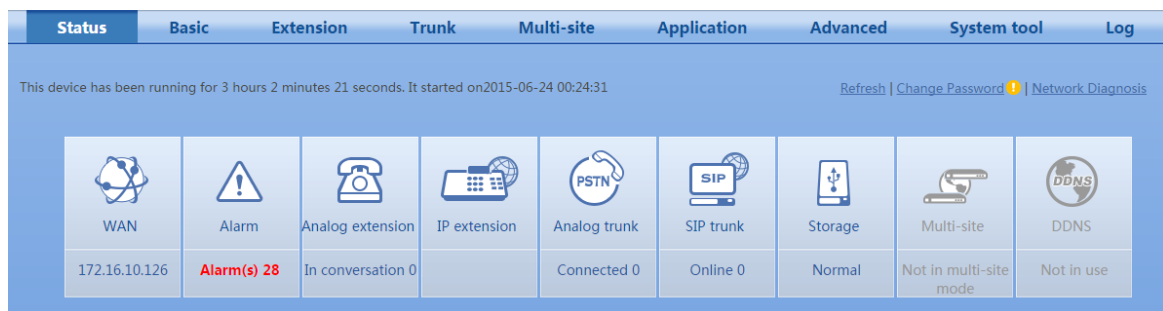 Status Basic Extension Trunk Multi-site Application Advanced System tool Log
This device has been running for 3 hours 2 minutes 21 seconds. It started on2015-06-24 00:24:31 Refresh | Change Password ! | Network Diagnosis
PSTN SIP DDNS
WAN Alarm Analog extension IP extension Analog trunk SIP trunk Storage Multi-site DDNS
172.16.10.126 Alarm(s) 28 In conversation 0 Connected 0 Online 0 Normal Not in multi-site Not in use
mode